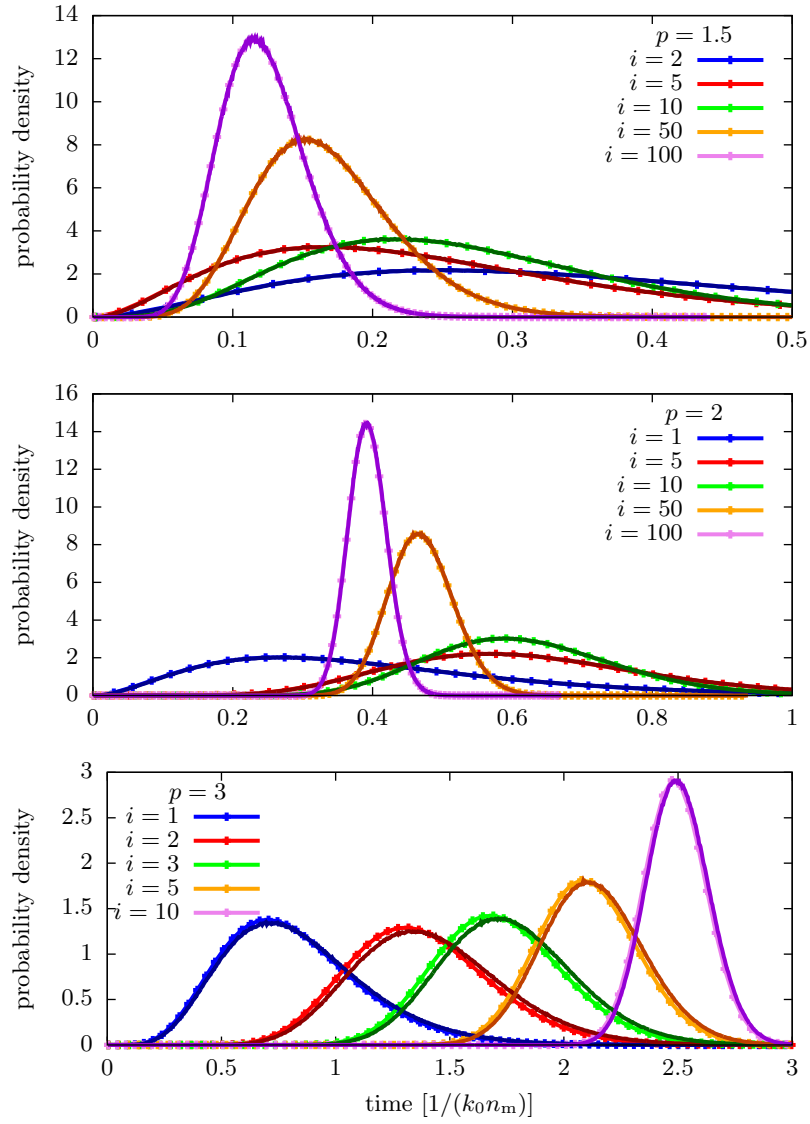 14
12
10
8
6
4
2
0
probability density
p = 1.5
i = 2
i = 5
i = 10
i = 50
i = 100
0 0.1 0.2 0.3 0.4 0.5
16
14
12
10
8
6
4
2
0
probability density
p = 2
i = 1
i = 5
i = 10
i = 50
i = 100
0 0.2 0.4 0.6 0.8 1
3
2.5
2
1.5
1
0.5
0
probability density
p = 3
i = 1
i = 2
i = 3
i = 5
i = 10
0 0.5 1 1.5 2 2.5 3
time [1/(k₀nₘ)]